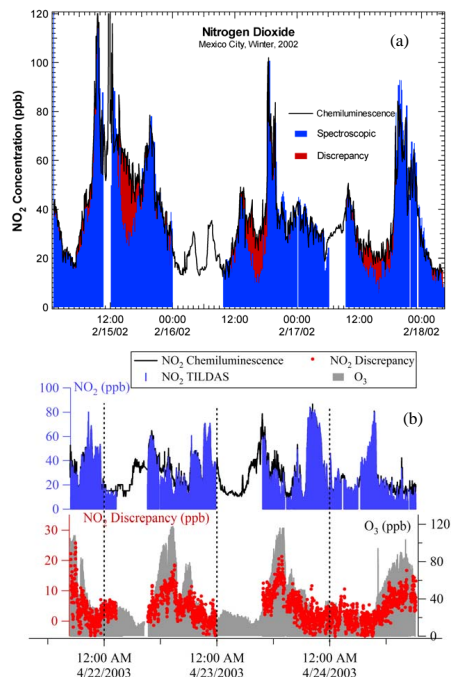 Nitrogen Dioxide
Mexico City, Winter, 2002
(a)
NO2 Concentration (ppb)
120
100
80
60
40
20
0
Chemiluminescence
Spectroscopic
Discrepancy
12:00 00:00 12:00 00:00 12:00 00:00
2/15/02 2/16/02 2/17/02 2/18/02
NO2 Chemiluminescence NO2 Discrepancy
NO2 TILDAS O3
NO2 (ppb)
(b)
100
80
60
40
20
0
NO2 Discrepancy (ppb) O3 (ppb)
30
20
10
0
120
80
40
0
12:00 AM 12:00 AM 12:00 AM
4/22/2003 4/23/2003 4/24/2003